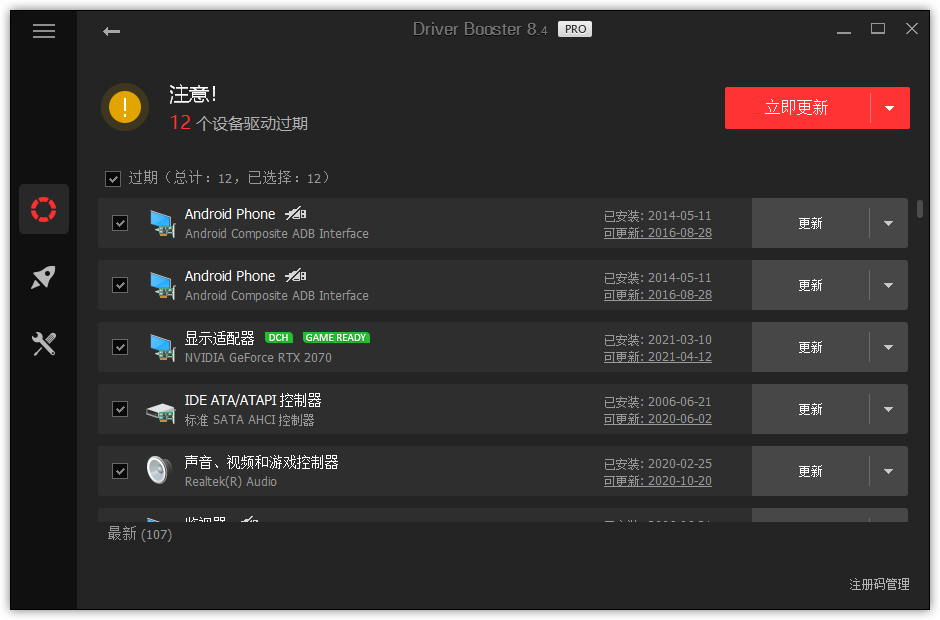 Driver Booster 8.4 PRO
注意!
12 个设备驱动过期
立即更新
过期（总计：12，已选择：12）
Android Phone
Android Composite ADB Interface
已安装: 2014-05-11
可更新: 2016-08-28
更新
Android Phone
Android Composite ADB Interface
已安装: 2014-05-11
可更新: 2016-08-28
更新
显示适配器 DCH GAME READY
NVIDIA GeForce RTX 2070
已安装: 2021-03-10
可更新: 2021-04-12
更新
IDE ATA/ATAPI 控制器
标准 SATA AHCI 控制器
已安装: 2006-06-21
可更新: 2020-06-02
更新
声音、视频和游戏控制器
Realtek(R) Audio
已安装: 2020-02-25
可更新: 2020-10-20
更新
最新 (107)
注册码管理